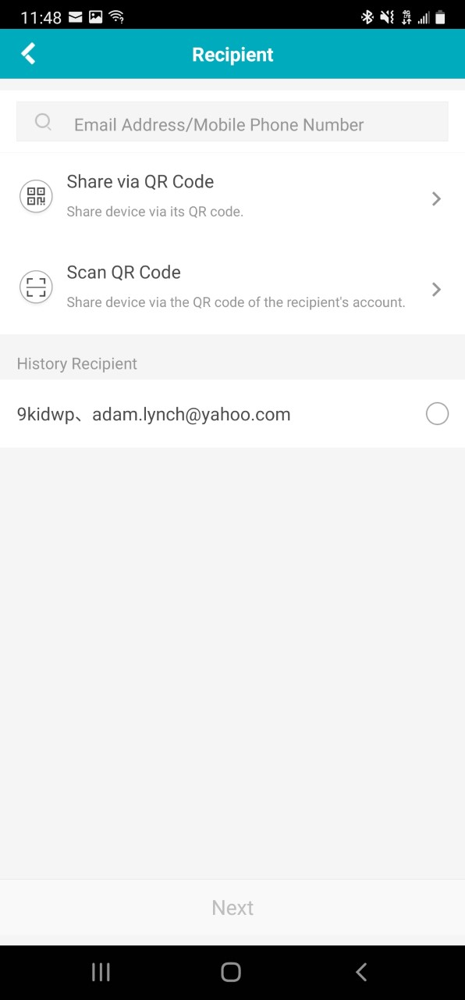 11:48
Recipient
Email Address/Mobile Phone Number
Share via QR Code
Share device via its QR code.
Scan QR Code
Share device via the QR code of the recipient's account.
History Recipient
9kidwp、adam.lynch@yahoo.com
Next